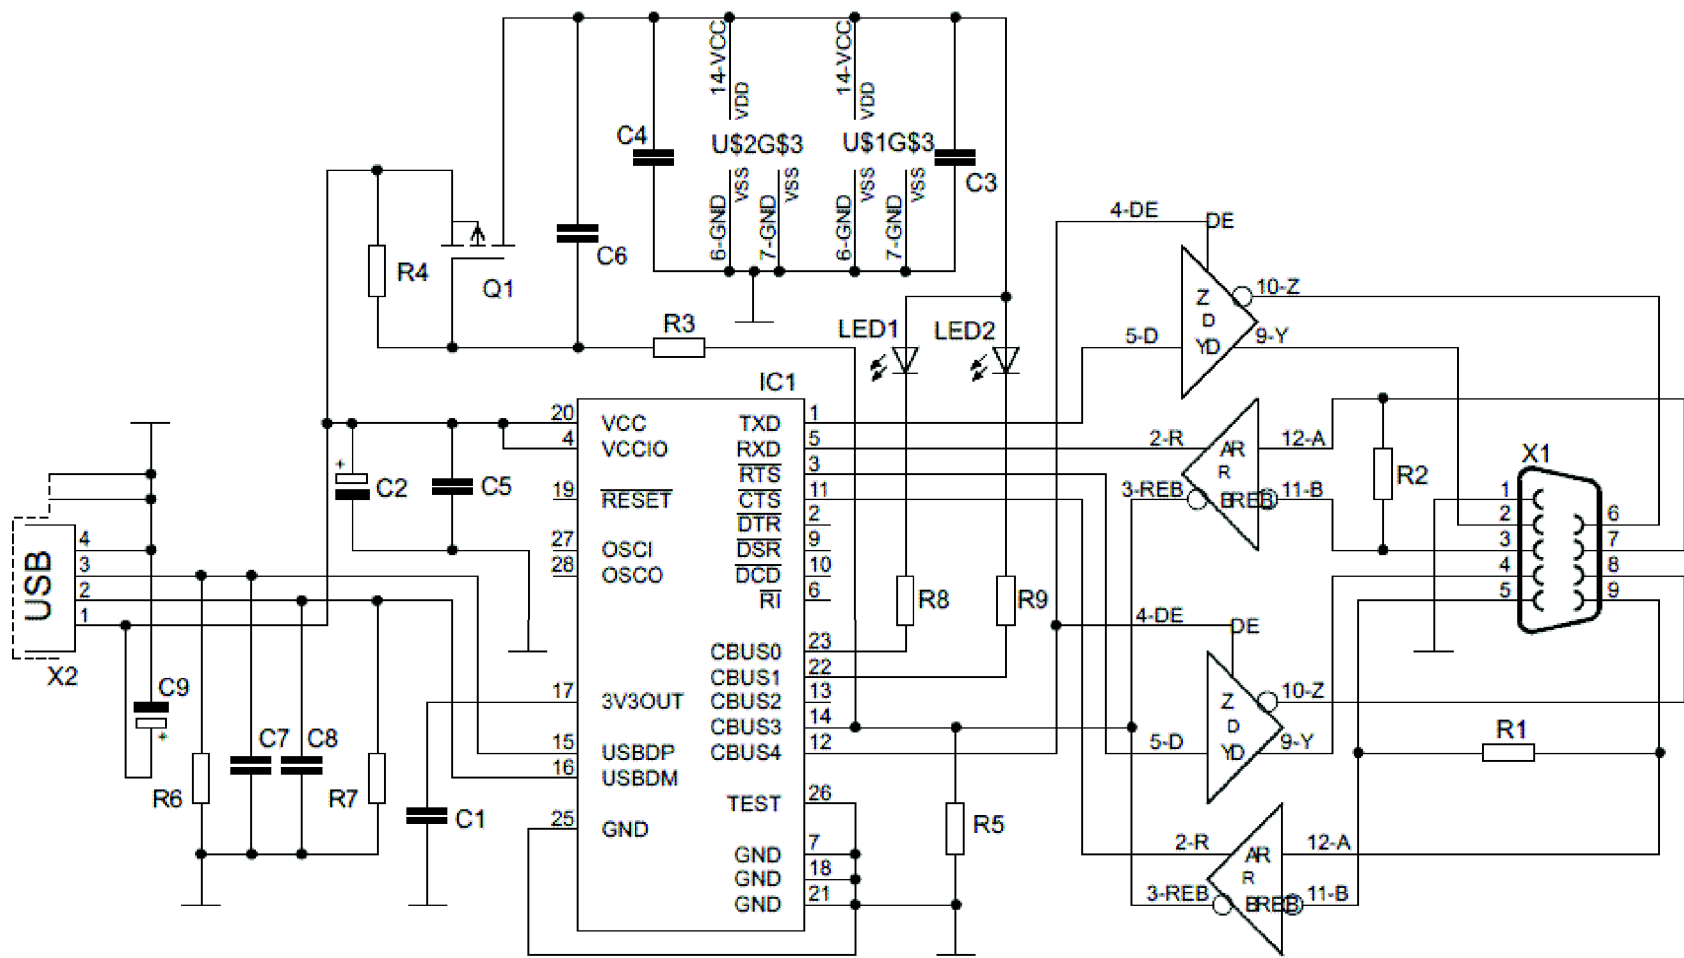 14-VCC
VDD
14-VCC
VDD
C4
U$2G$3
U$1G$3
C3
6-GND
VSS
7-GND
VSS
6-GND
VSS
7-GND
VSS
C6
R4
Q1
R3
LED1
LED2
4-DE
DE
10-Z
Z
D
5-D
YD
9-Y
IC1
20
VCC
TXD
1
4
VCCIO
RXD
5
RTS
3
19
RESET
CTS
11
DTR
2
27
OSCI
DSR
9
28
OSCO
DCD
10
RI
6
CBUS0
23
CBUS1
22
17
3V3OUT
CBUS2
13
CBUS3
14
15
USBDP
CBUS4
12
16
USBDM
TEST
26
25
GND
GND
7
GND
18
GND
21
+
C2
C5
2-R
AR
12-A
R
3-REB
BREB
11-B
R2
X1
1
2
3
4
5
6
7
8
9
USB
4
3
2
1
X2
C9
+
C7
C8
R6
R7
C1
R8
R9
4-DE
DE
10-Z
Z
D
5-D
YD
9-Y
R1
R5
2-R
AR
12-A
R
3-REB
BREB
11-B